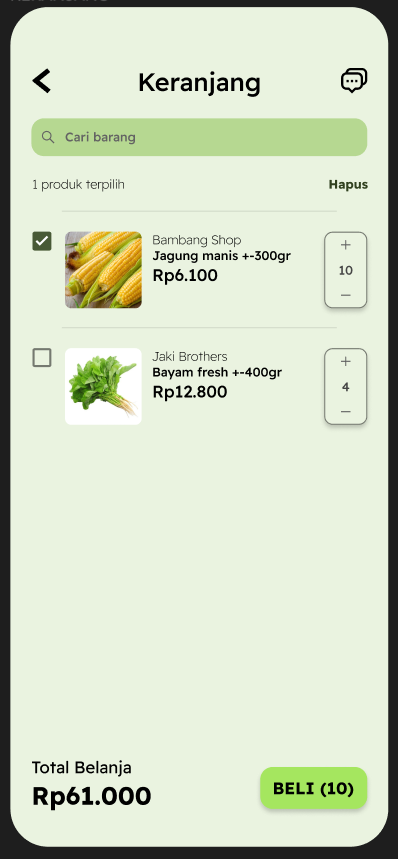 Keranjang
Cari barang
1 produk terpilih
Hapus
Bambang Shop
Jagung manis +-300gr
Rp6.100
+
10
−
Jaki Brothers
Bayam fresh +-400gr
Rp12.800
+
4
−
Total Belanja
Rp61.000
BELI (10)